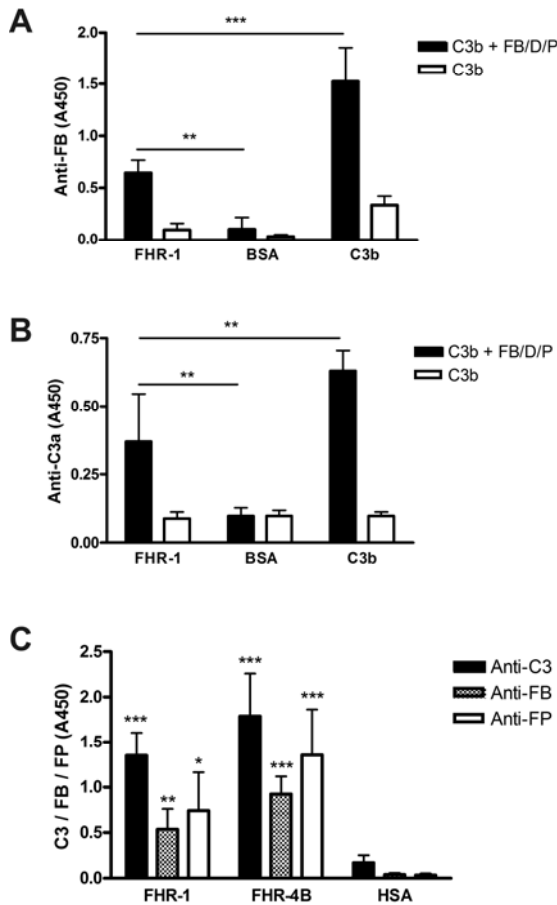 A
Anti-FB (A450)
2.0
1.5
1.0
0.5
0.0
***
**
C3b + FB/D/P
C3b
FHR-1 BSA C3b
B
Anti-C3a (A450)
0.75
0.50
0.25
0.00
**
**
C3b + FB/D/P
C3b
FHR-1 BSA C3b
C
C3 / FB / FP (A450)
2.5
2.0
1.5
1.0
0.5
0.0
***
**
*
***
***
***
Anti-C3
Anti-FB
Anti-FP
FHR-1 FHR-4B HSA